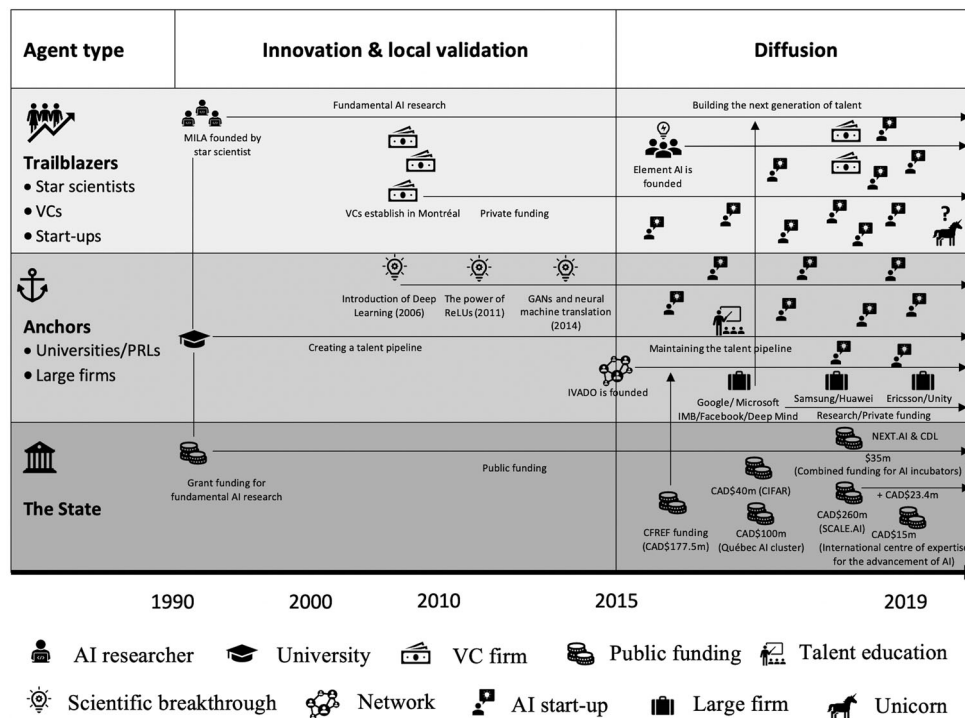 Agent type
Innovation & local validation
Diffusion
Trailblazers
• Star scientists
• VCs
• Start-ups
MILA founded by
star scientist
Fundamental AI research
VCs establish in Montréal
Private funding
Building the next generation of talent
Element AI is
founded
?
Anchors
• Universities/PRLs
• Large firms
Introduction of Deep
Learning (2006)
The power of
ReLUs (2011)
GANs and neural
machine translation
(2014)
Creating a talent pipeline
Maintaining the talent pipeline
IVADO is founded
Google/ Microsoft
IMB/Facebook/Deep Mind
Samsung/Huawei
Ericsson/Unity
Research/Private funding
The State
Grant funding for
fundamental AI research
Public funding
NEXT.AI & CDL
$35m
(Combined funding for AI incubators)
CAD$40m (CIFAR)
+ CAD$23.4m
CFREF funding
(CAD$177.5m)
CAD$100m
(Québec AI cluster)
CAD$260m
(SCALE.AI)
CAD$15m
(International centre of expertise
for the advancement of AI)
1990
2000
2010
2015
2019
AI researcher
University
VC firm
Public funding
Talent education
Scientific breakthrough
Network
AI start-up
Large firm
Unicorn